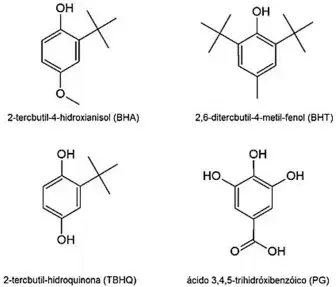 OH
O
2-tercbutil-4-hidroxianisol (BHA)
OH
2,6-ditercbutil-4-metil-fenol (BHT)
OH
OH
2-tercbutil-hidroquinona (TBHQ)
OH
HO OH
O OH
ácido 3,4,5-trihidróxibenzóico (PG)